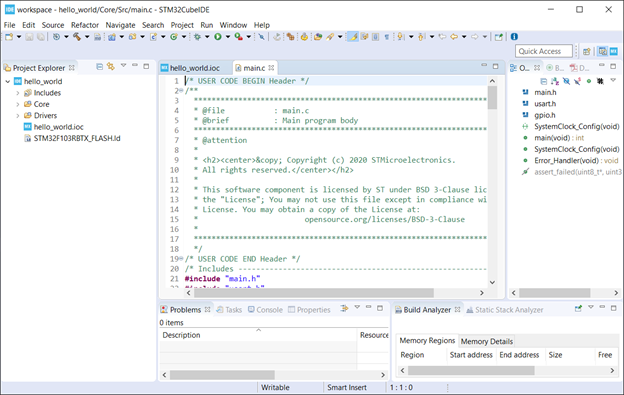 IDE workspace - hello_world/Core/Src/main.c - STM32CubeIDE
File Edit Source Refactor Navigate Search Project Run Window Help
Quick Access
Project Explorer
hello_world
Includes
Core
Drivers
hello_world.ioc
STM32F103RBTX_FLASH.ld
hello_world.ioc main.c
1 /* USER CODE BEGIN Header */
2 /**
3 ******************************************************************
4 * @file : main.c
5 * @brief : Main program body
6 ******************************************************************
7 * @attention
8 *
9 * <h2><center>&copy; Copyright (c) 2020 STMicroelectronics.
10 * All rights reserved.</center></h2>
11 *
12 * This software component is licensed by ST under BSD 3-Clause lic
13 * the "License"; You may not use this file except in compliance wi
14 * License. You may obtain a copy of the License at:
15 * opensource.org/licenses/BSD-3-Clause
16 *
17 ******************************************************************
18 */
19 /* USER CODE END Header */
20 /* Includes ------------------------------------------------
21 #include "main.h"
O... B... D...
main.h
usart.h
gpio.h
SystemClock_Config(void)
main(void) : int
SystemClock_Config(void)
Error_Handler(void) : void
assert_failed(uint8_t*, uint3
Problems Tasks Console Properties
0 items
Description Resource
Build Analyzer Static Stack Analyzer
Memory Regions Memory Details
Region Start address End address Size Free
Writable Smart Insert 1 : 1 : 0